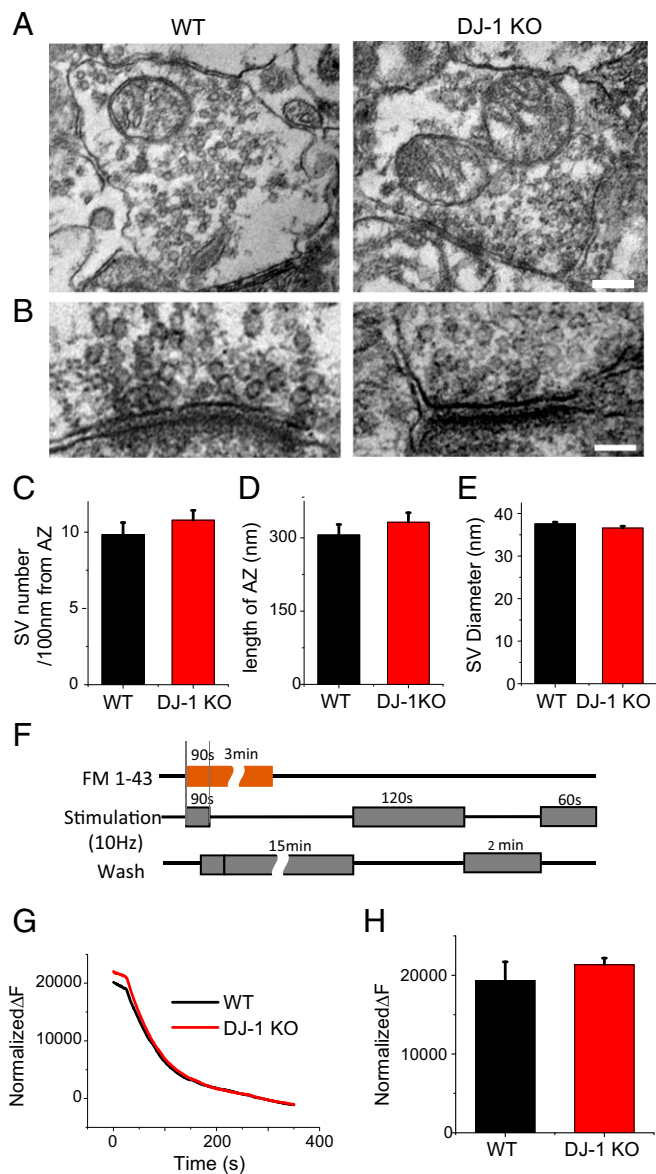 A
WT
DJ-1 KO
B
C
SV number
/100nm from AZ
10
5
0
WT
DJ-1 KO
D
length of AZ (nm)
300
150
0
WT
DJ-1KO
E
SV Diameter (nm)
40
30
20
10
0
WT
DJ-1 KO
F
90s
3min
FM 1-43
90s
120s
60s
Stimulation
(10Hz)
15min
2 min
Wash
G
NormalizedΔF
20000
10000
0
WT
DJ-1 KO
0
200
400
Time (s)
H
NormalizedΔF
20000
10000
0
WT
DJ-1 KO